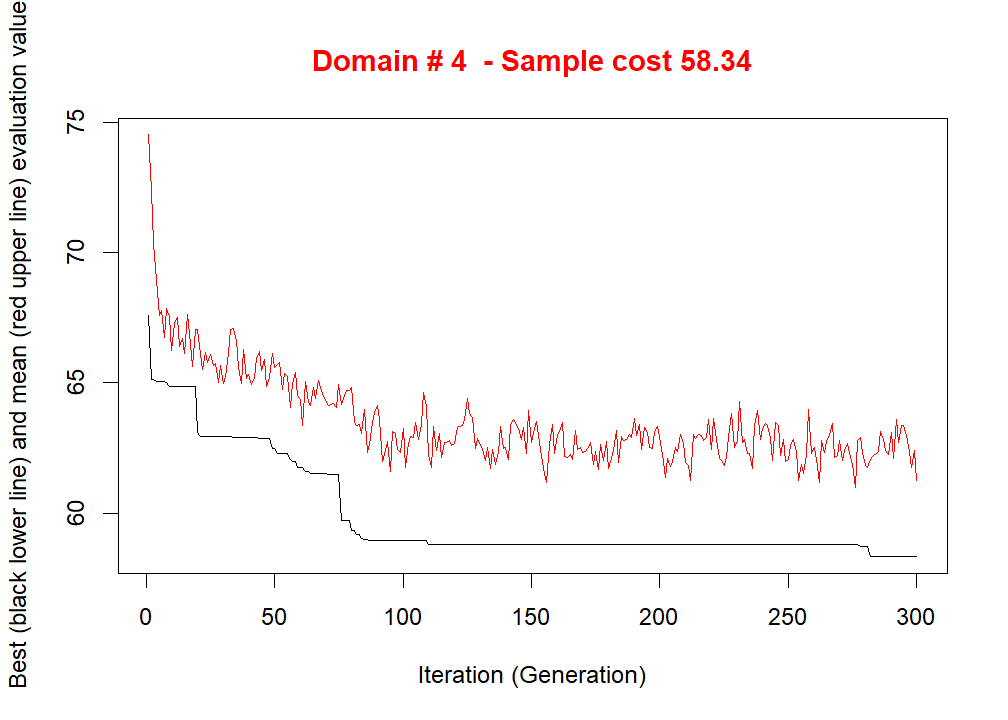 Domain # 4  - Sample cost 58.34
Best (black lower line) and mean (red upper line) evaluation value
75
70
65
60
0 50 100 150 200 250 300
Iteration (Generation)